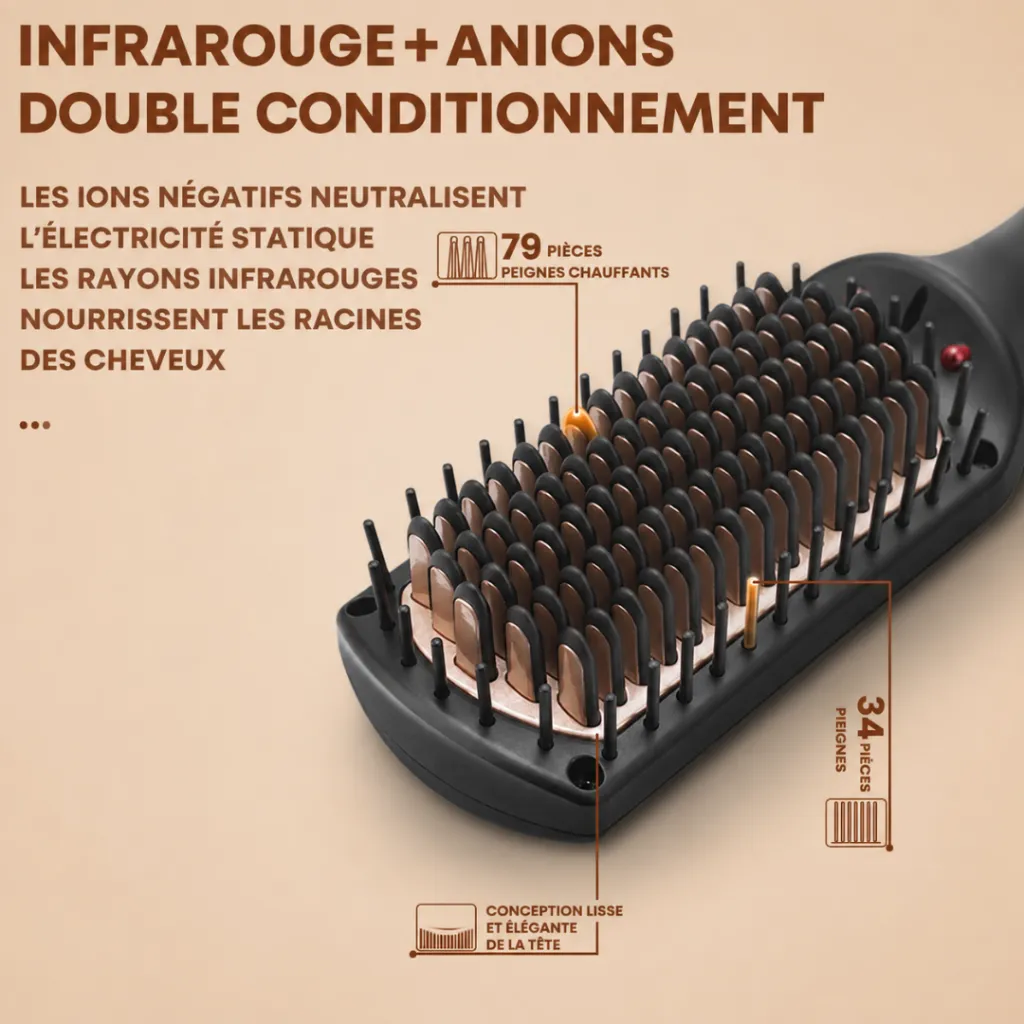 INFRAROUGE+ANIONS
DOUBLE CONDITIONNEMENT
LES IONS NÉGATIFS NEUTRALISENT
L'ÉLECTRICITÉ STATIQUE
LES RAYONS INFRAROUGES
NOURRISSENT LES RACINES
DES CHEVEUX
...
79 PIÈCES
PEIGNES CHAUFFANTS
34 PIÈCES
PIEIGNES
CONCEPTION LISSE
ET ÉLÉGANTE
DE LA TÊTE